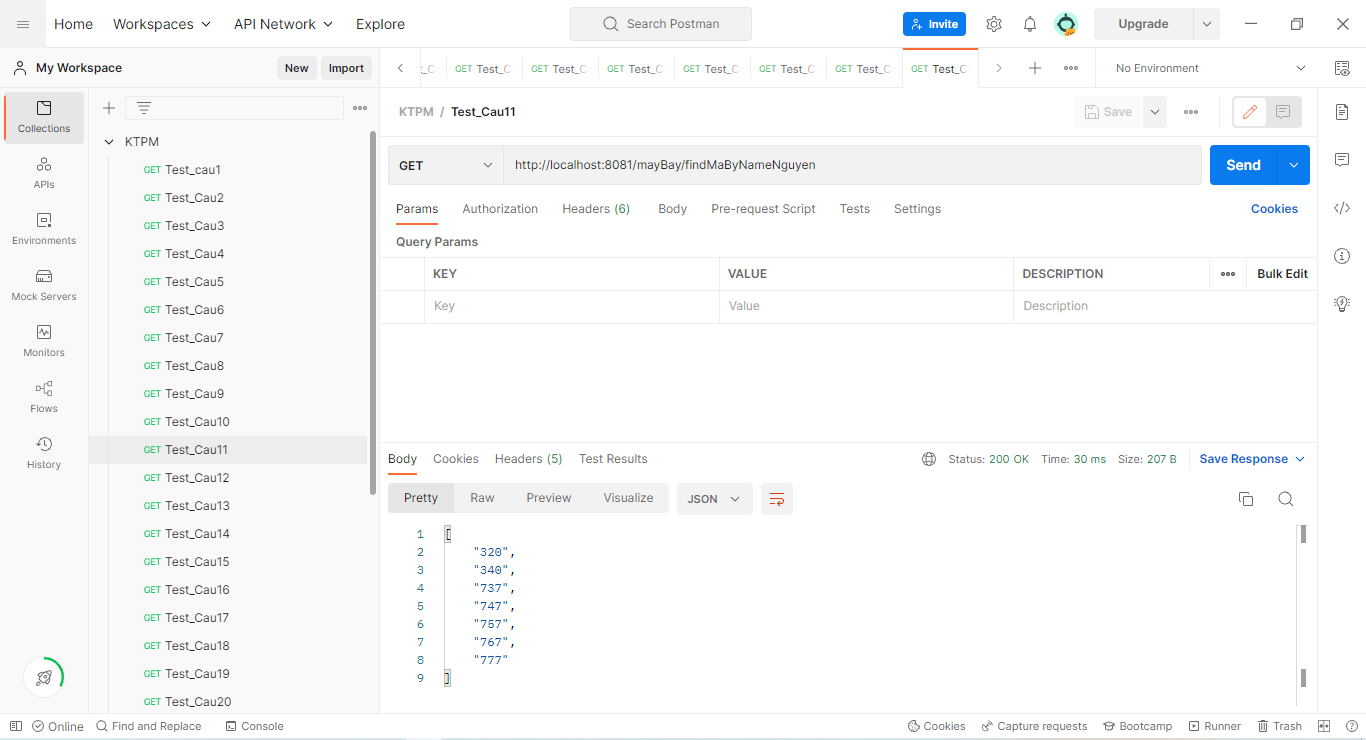 Home Workspaces API Network Explore Search Postman Invite Upgrade
My Workspace New Import
_C GET Test_C GET Test_C GET Test_C GET Test_C GET Test_C GET Test_C GET Test_C No Environment
Collections
APIs
Environments
Mock Servers
Monitors
Flows
History
KTPM
GET Test_cau1
GET Test_Cau2
GET Test_Cau3
GET Test_Cau4
GET Test_Cau5
GET Test_Cau6
GET Test_Cau7
GET Test_Cau8
GET Test_Cau9
GET Test_Cau10
GET Test_Cau11
GET Test_Cau12
GET Test_Cau13
GET Test_Cau14
GET Test_Cau15
GET Test_Cau16
GET Test_Cau17
GET Test_Cau18
GET Test_Cau19
GET Test_Cau20
KTPM / Test_Cau11 Save
GET http://localhost:8081/mayBay/findMaByNameNguyen Send
Params Authorization Headers (6) Body Pre-request Script Tests Settings Cookies
Query Params
KEY VALUE DESCRIPTION Bulk Edit
Key Value Description
Body Cookies Headers (5) Test Results Status: 200 OK Time: 30 ms Size: 207 B Save Response
Pretty Raw Preview Visualize JSON
1 [
2 "320",
3 "340",
4 "737",
5 "747",
6 "757",
7 "767",
8 "777"
9 ]
Online Find and Replace Console Cookies Capture requests Bootcamp Runner Trash